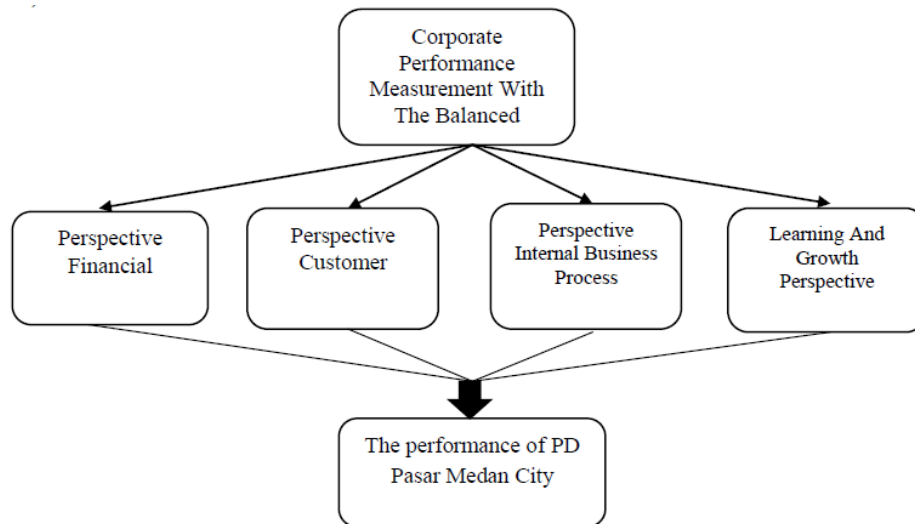 Corporate
Performance
Measurement With
The Balanced
Perspective
Financial
Perspective
Customer
Perspective
Internal Business
Process
Learning And
Growth
Perspective
The performance of PD
Pasar Medan City